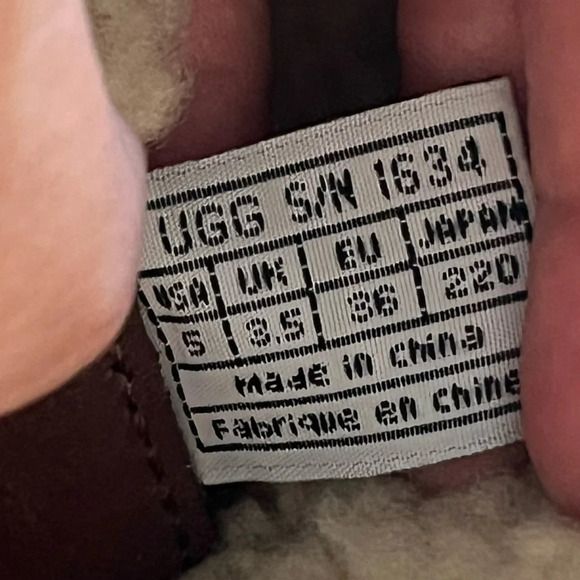 UGG S/N 1634
USA UK EU JAPAN
5 3.5 36 220
Made in China
Fabrique en Chine